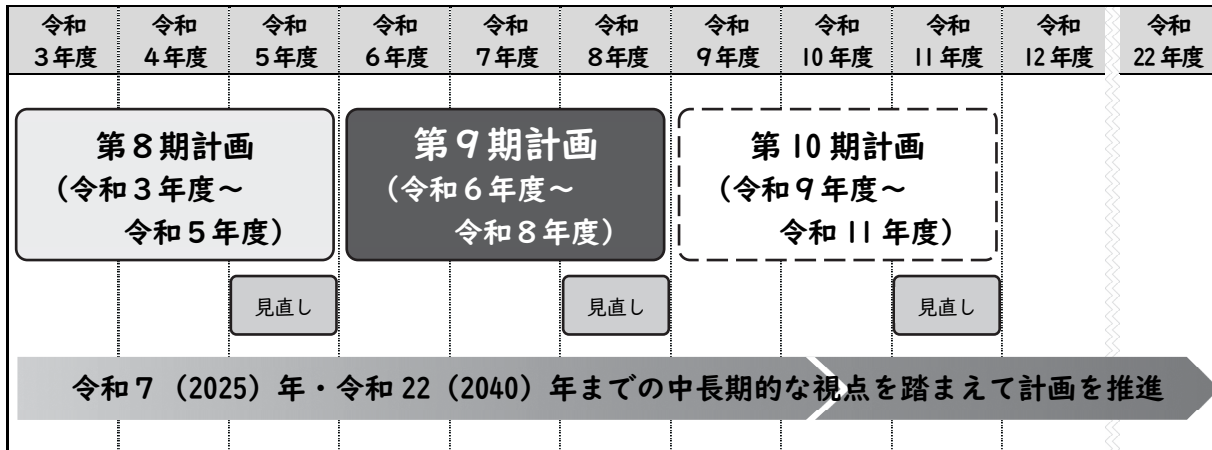 令和
3年度
令和
4年度
令和
5年度
令和
6年度
令和
7年度
令和
8年度
令和
9年度
令和
10年度
令和
11年度
令和
12年度
令和
22年度
第8期計画
(令和3年度～
令和5年度)
第9期計画
(令和6年度～
令和8年度)
第10期計画
(令和9年度～
令和11年度)
見直し
見直し
見直し
令和7(2025)年・令和22(2040)年までの中長期的な視点を踏まえて計画を推進